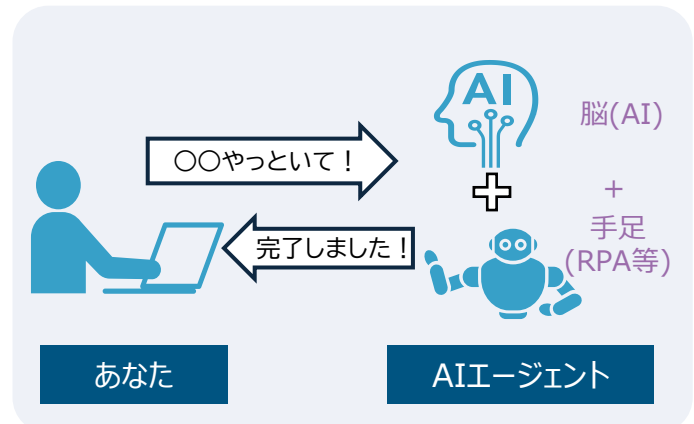 AI
脳(AI)
〇〇やっといて！
+
手足
(RPA等)
完了しました！
あなた
AIエージェント